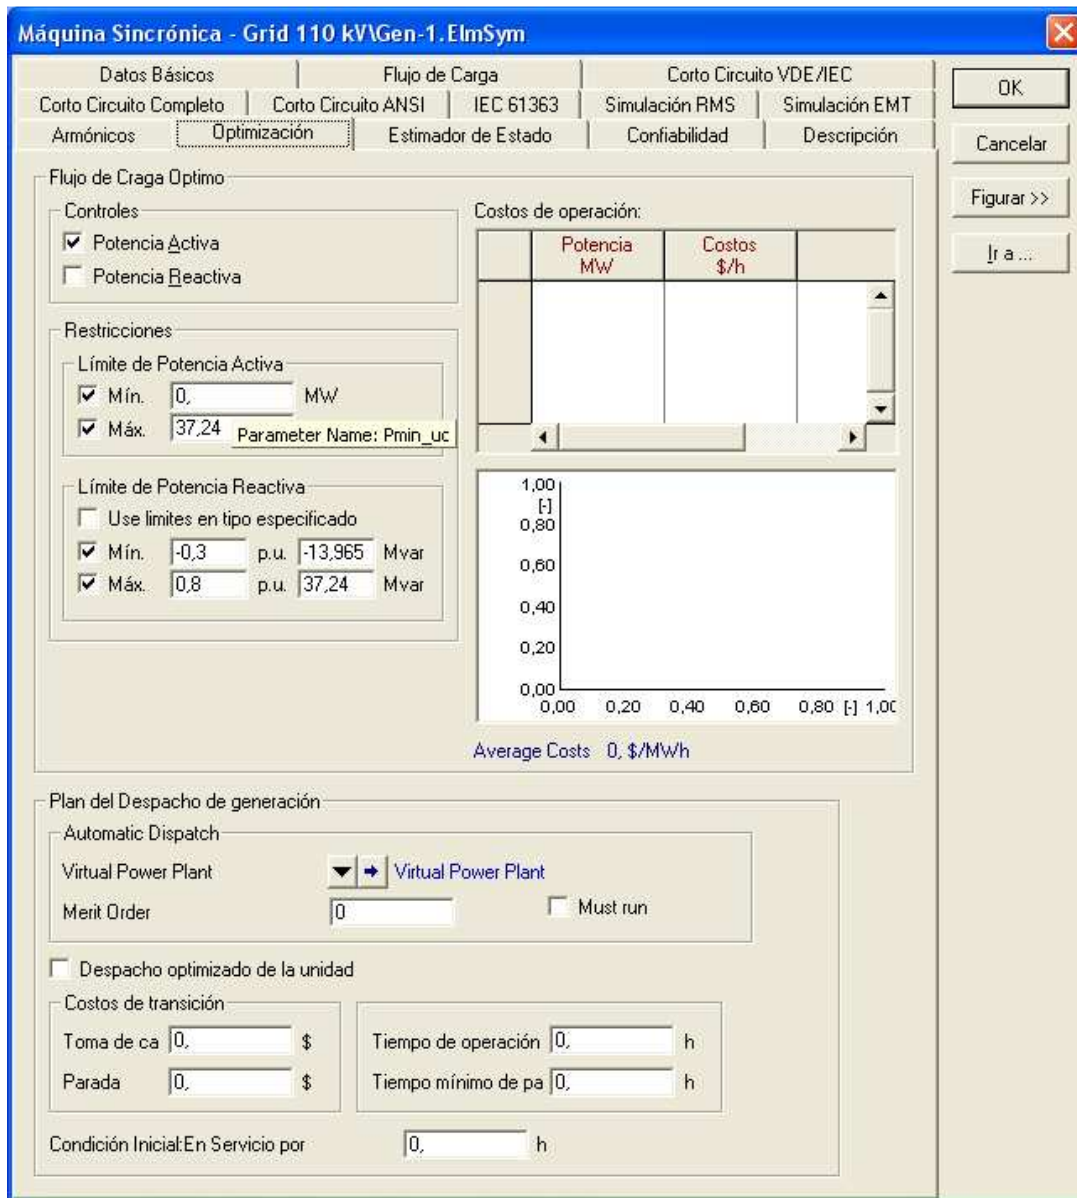 Máquina Sincrónica - Grid 110 kV\Gen-1.ElmSym
Datos Básicos Flujo de Carga Corto Circuito VDE/IEC
Corto Circuito Completo Corto Circuito ANSI IEC 61363 Simulación RMS Simulación EMT
Armónicos Optimización Estimador de Estado Confiabilidad Descripción
OK
Cancelar
Figurar >>
Ir a ...
Flujo de Craga Optimo
Controles
Potencia Activa
Potencia Reactiva
Restricciones
Límite de Potencia Activa
Mín. 0, MW
Máx. 37,24 Parameter Name: Pmin_uc
Límite de Potencia Reactiva
Use limites en tipo especificado
Mín. -0,3 p.u. -13,965 Mvar
Máx. 0,8 p.u. 37,24 Mvar
Costos de operación:
Potencia Costos
MW $/h
1,00
[-]
0,80
0,60
0,40
0,20
0,00
0,00 0,20 0,40 0,60 0,80 [-] 1,00
Average Costs 0, $/MWh
Plan del Despacho de generación
Automatic Dispatch
Virtual Power Plant Virtual Power Plant
Merit Order 0 Must run
Despacho optimizado de la unidad
Costos de transición
Toma de ca 0, $
Parada 0, $
Tiempo de operación 0, h
Tiempo mínimo de pa 0, h
Condición Inicial:En Servicio por 0, h